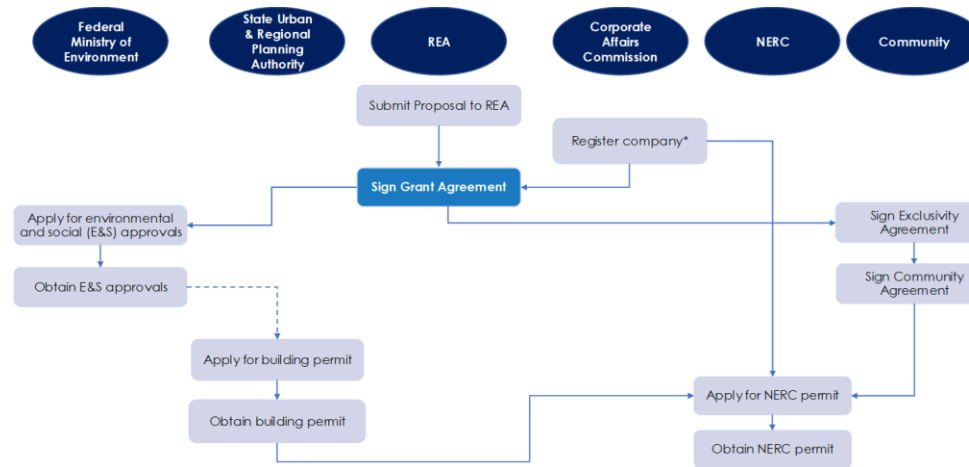 Federal
Ministry of
Environment
State Urban
& Regional
Planning
Authority
REA
Corporate
Affairs
Commission
NERC
Community
Submit Proposal to REA
Register company*
Sign Grant Agreement
Apply for environmental
and social (E&S) approvals
Sign Exclusivity
Agreement
Obtain E&S approvals
Sign Community
Agreement
Apply for building permit
Apply for NERC permit
Obtain building permit
Obtain NERC permit